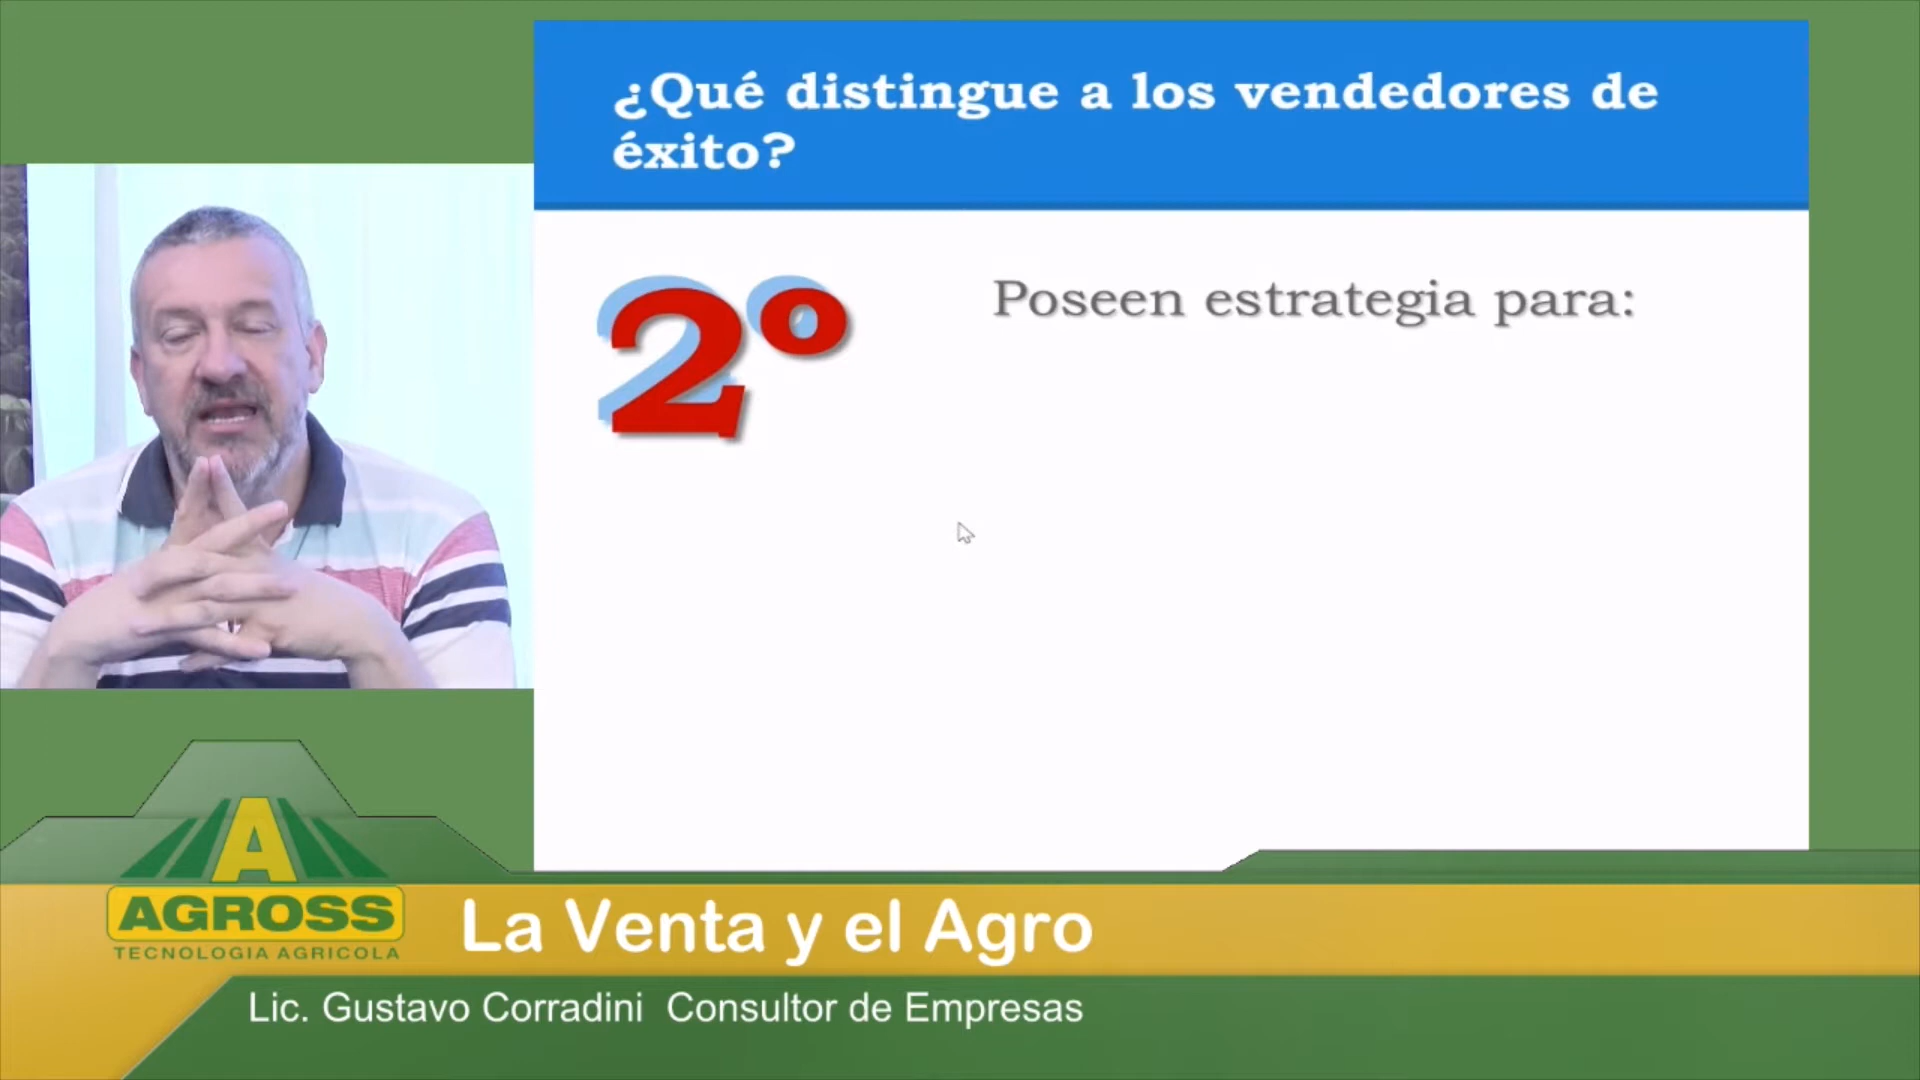 ¿Qué distingue a los vendedores de
éxito?
2º
Poseen estrategia para:
A
AGROSS
TECNOLOGIA AGRICOLA
La Venta y el Agro
Lic. Gustavo Corradini Consultor de Empresas